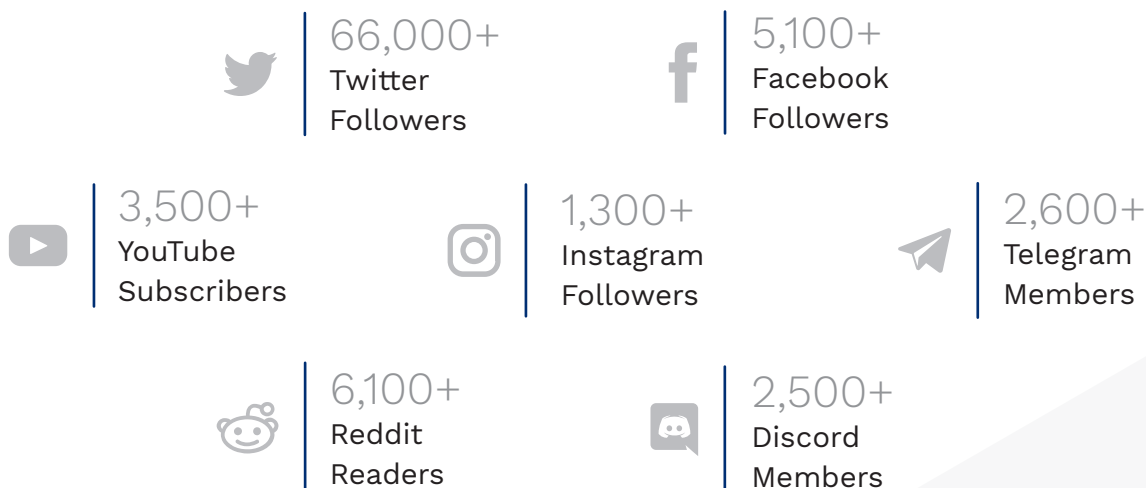 66,000+
Twitter
Followers
5,100+
Facebook
Followers
3,500+
YouTube
Subscribers
1,300+
Instagram
Followers
2,600+
Telegram
Members
6,100+
Reddit
Readers
2,500+
Discord
Members